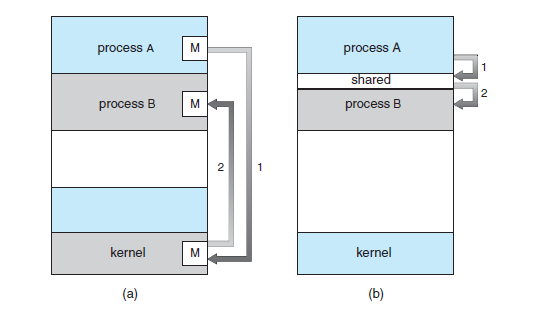 process A
M
process B
M
2
1
kernel
M
(a)
process A
1
shared
2
process B
kernel
(b)